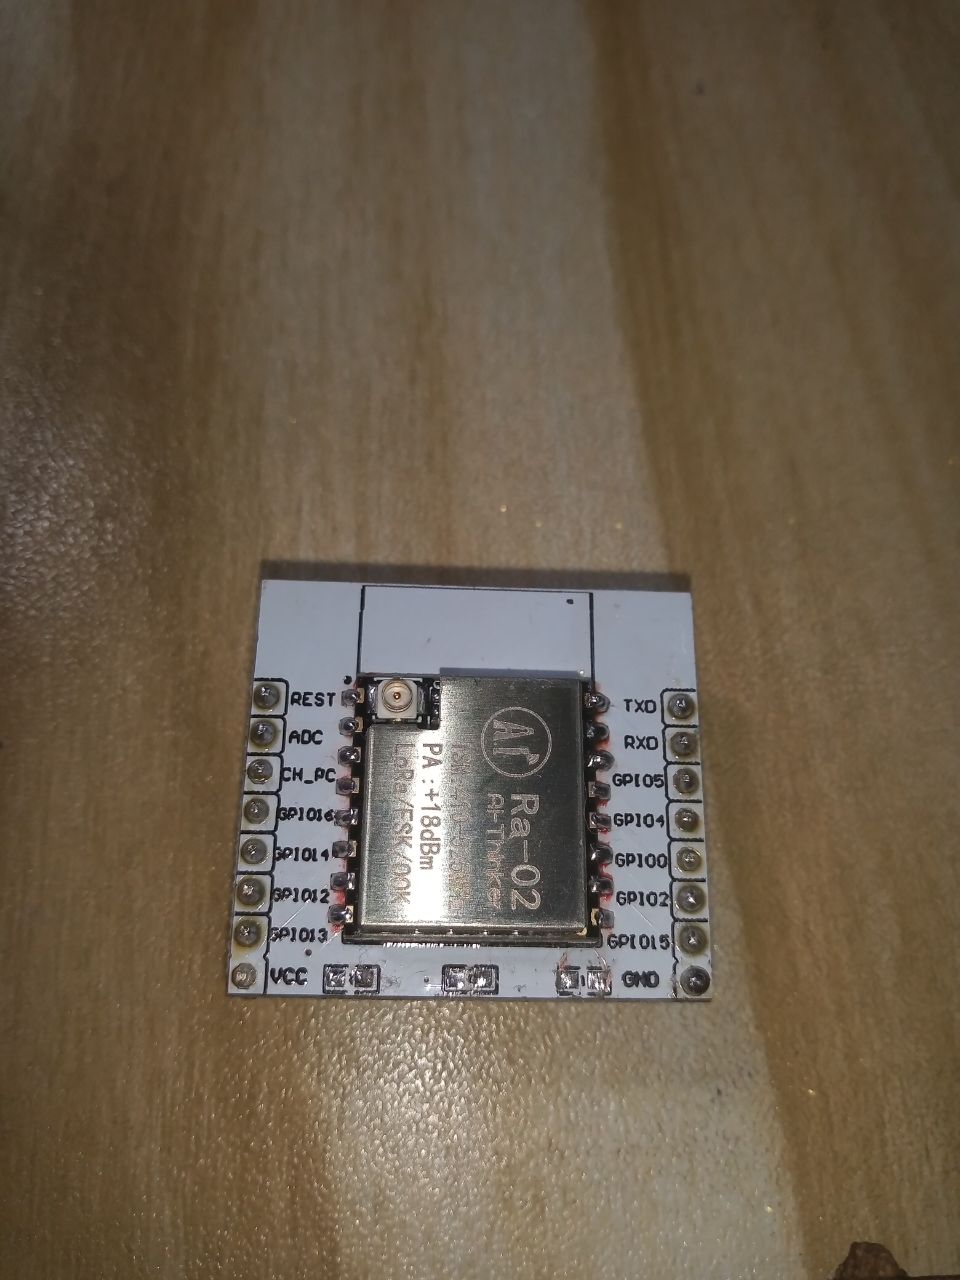 REST
ADC
CH_PC
GPIO16
GPIO14
GPIO12
GPIO13
VCC
TXD
RXD
GPIO5
GPIO4
GPIO0
GPIO2
GPIO15
GND
Ai
Ra-02
AI-Thinker
ISM
PA:+18dBm
LoRa/FSK/OOK